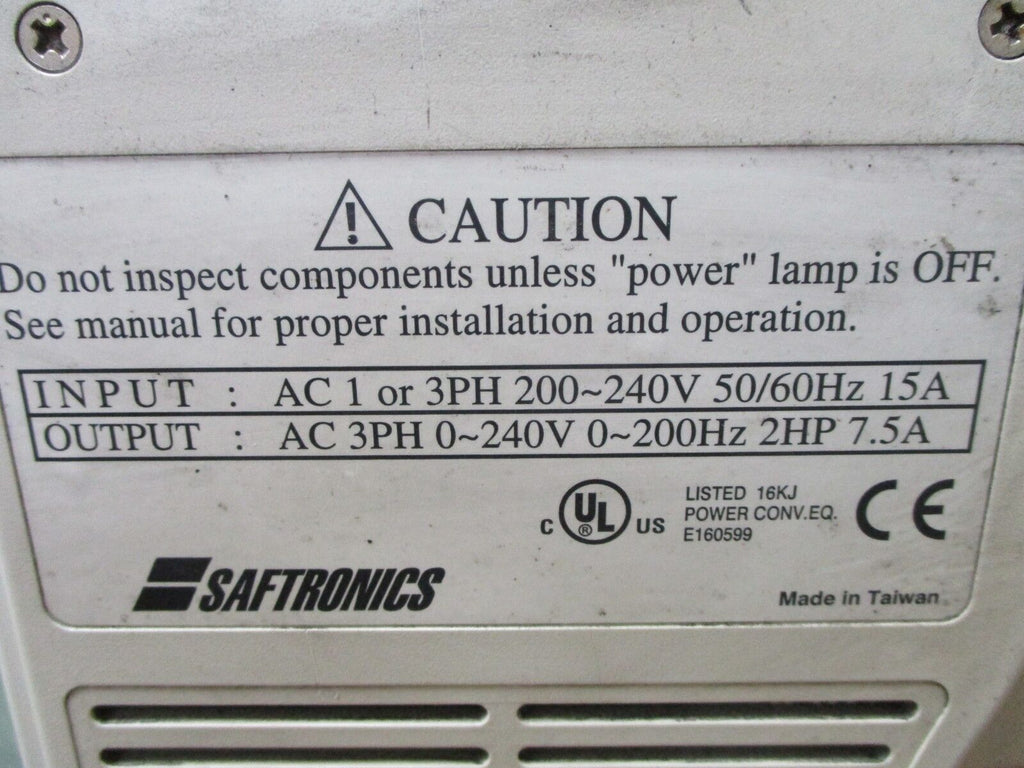 CAUTION
Do not inspect components unless "power" lamp is OFF.
See manual for proper installation and operation.
INPUT : AC 1 or 3PH 200~240V 50/60Hz 15A
OUTPUT : AC 3PH 0~240V 0~200Hz 2HP 7.5A
C UL ® US
LISTED 16KJ
POWER CONV.EQ.
E160599
CE
SAFTRONICS
Made in Taiwan